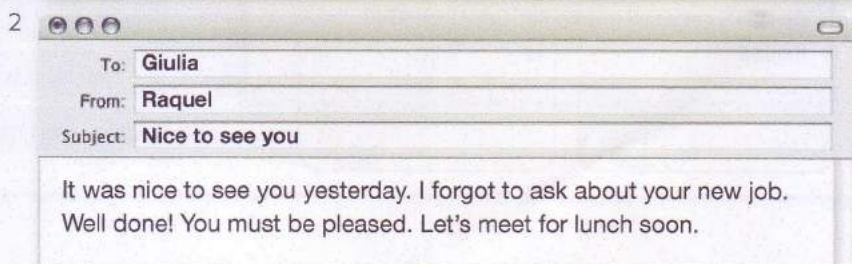 2
To: Giulia
From: Raquel
Subject: Nice to see you
It was nice to see you yesterday. I forgot to ask about your new job.
Well done! You must be pleased. Let's meet for lunch soon.